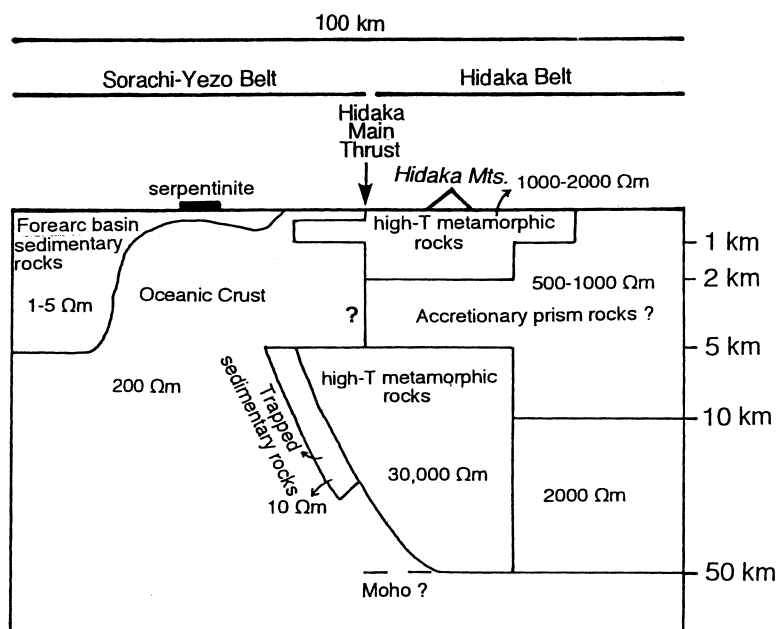 100 km
Sorachi-Yezo Belt
Hidaka Belt
Hidaka
Main
Thrust
serpentinite
Hidaka Mts.
1000-2000 Ωm
Forearc basin
sedimentary
rocks
high-T metamorphic
rocks
1 km
1-5 Ωm
Oceanic Crust
500-1000 Ωm
2 km
?
Accretionary prism rocks ?
5 km
200 Ωm
Trapped
sedimentary rocks
high-T metamorphic
rocks
10 km
30,000 Ωm
10 Ωm
2000 Ωm
50 km
Moho ?